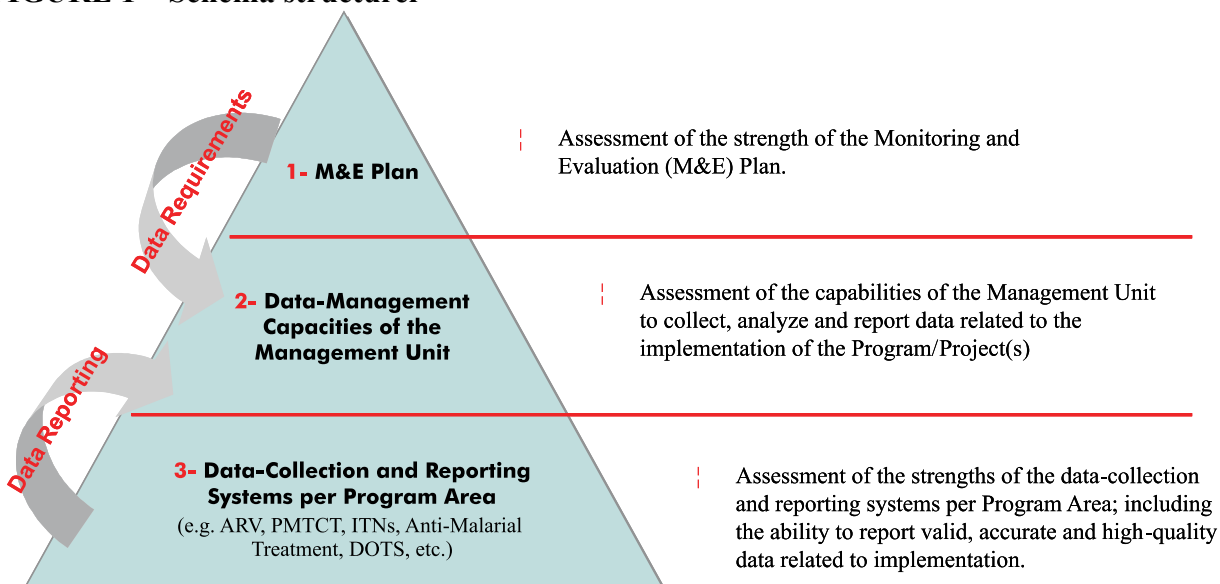 Data Requirements
1- M&E Plan
Assessment of the strength of the Monitoring and
Evaluation (M&E) Plan.
2- Data-Management
Capacities of the
Management Unit
Assessment of the capabilities of the Management Unit
to collect, analyze and report data related to the
implementation of the Program/Project(s)
Data Reporting
3- Data-Collection and Reporting
Systems per Program Area
(e.g. ARV, PMTCT, ITNs, Anti-Malarial
Treatment, DOTS, etc.)
Assessment of the strengths of the data-collection
and reporting systems per Program Area; including
the ability to report valid, accurate and high-quality
data related to implementation.